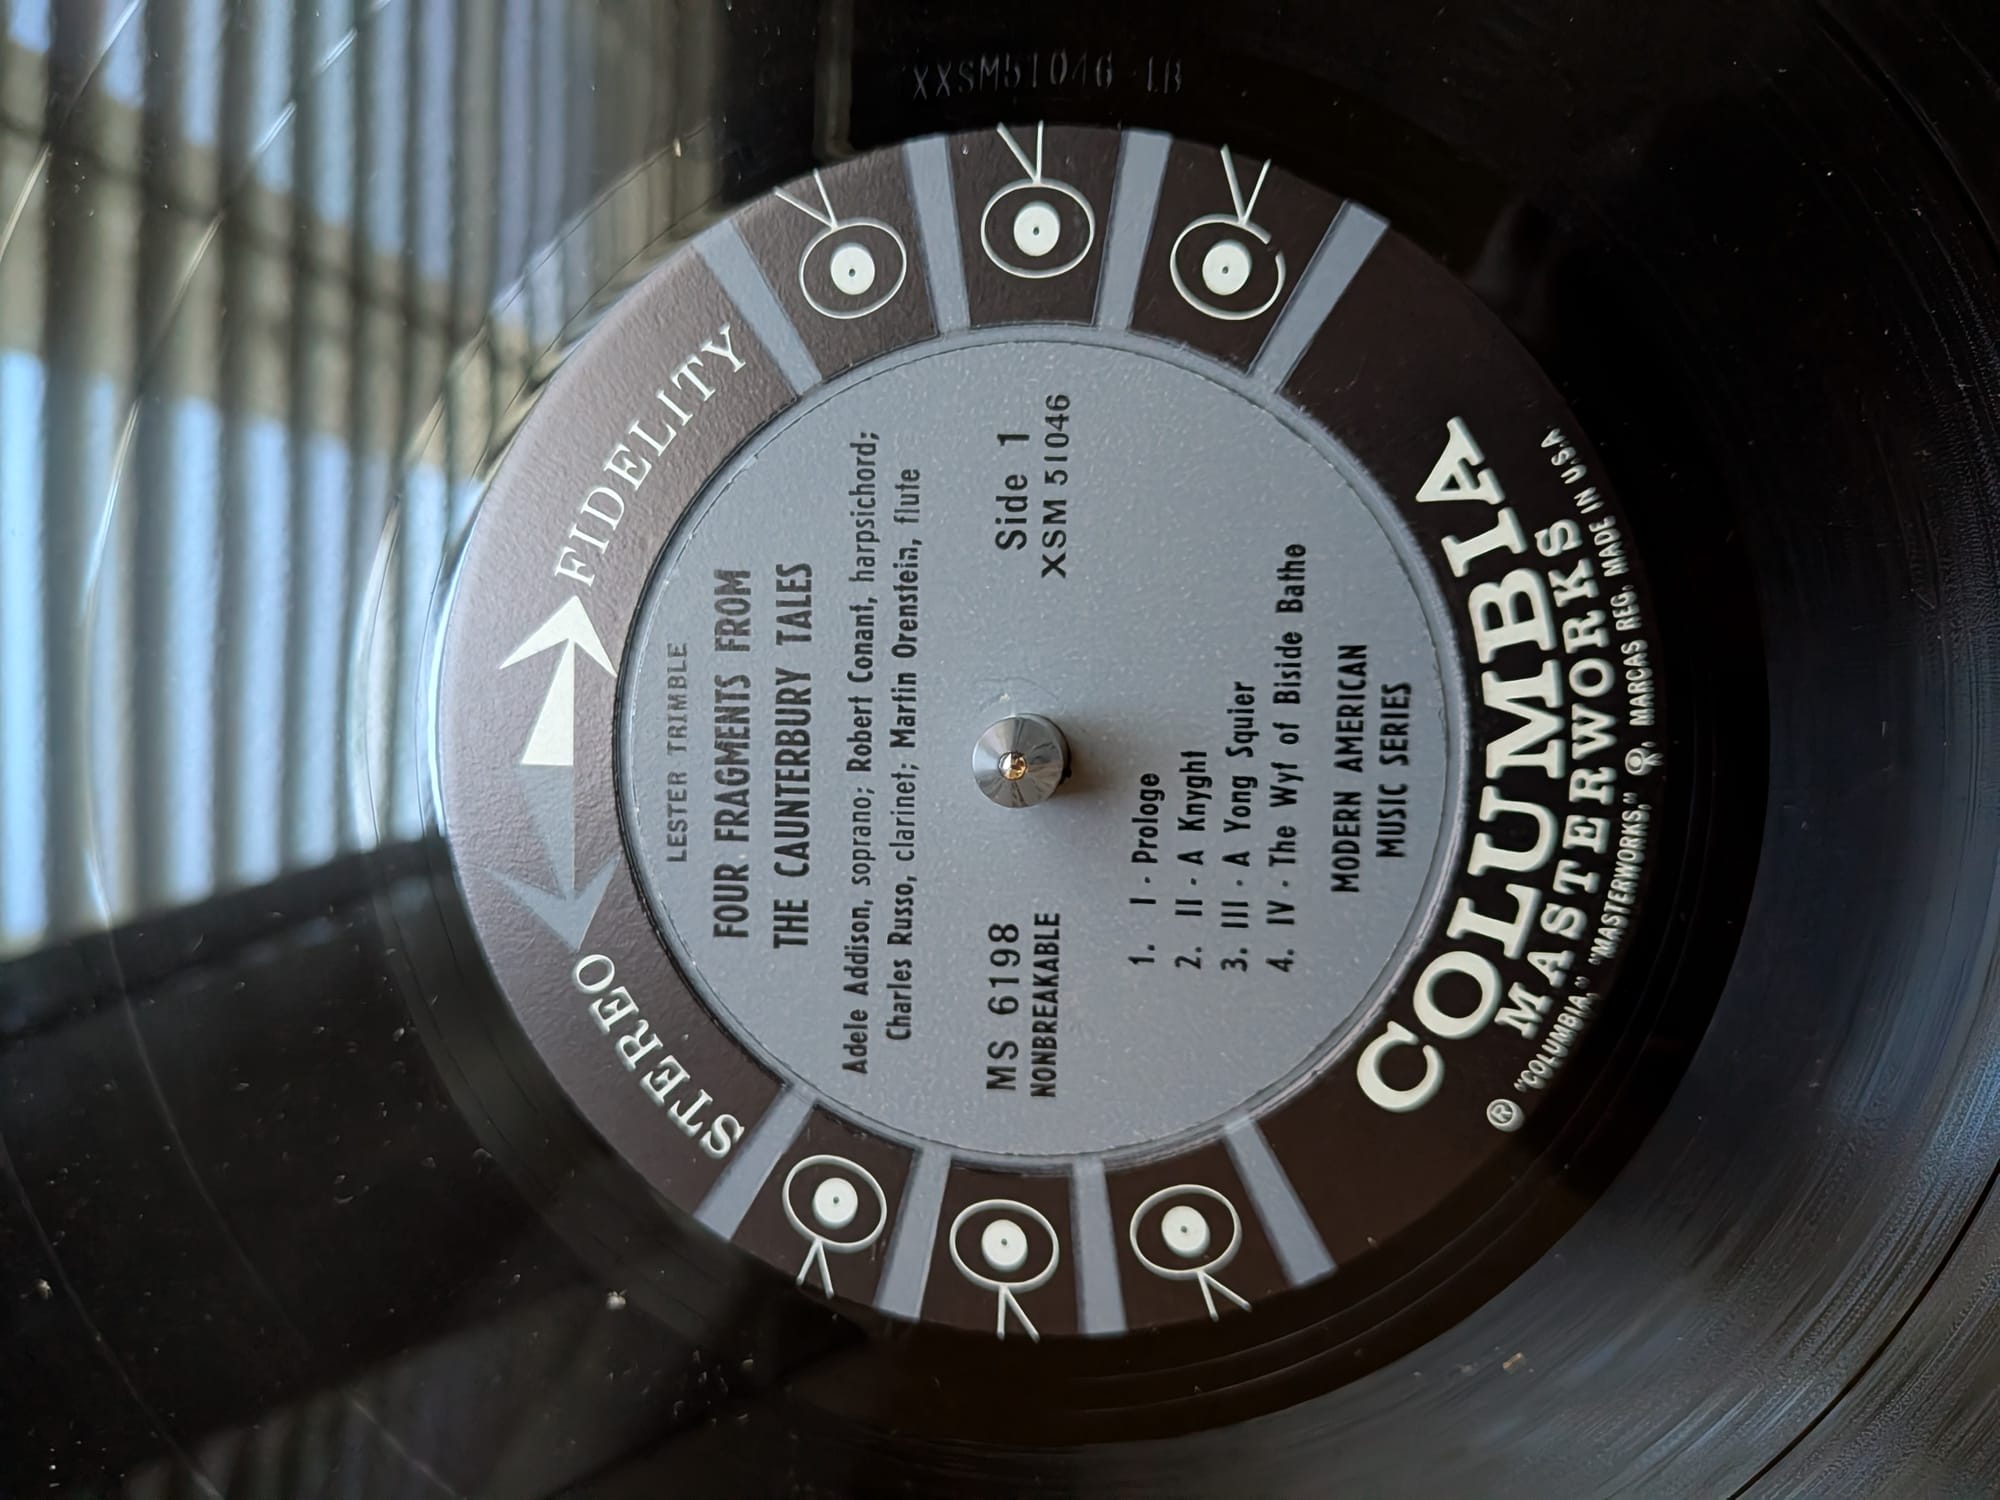 XXSM51046 1B
STEREO FIDELITY
LESTER TRIMBLE
FOUR FRAGMENTS FROM
THE CAUNTERBURY TALES
Adele Addison, soprano; Robert Conant, harpsichord;
Charles Russo, clarinet; Martin Orenstein, flute
MS 6198
NONBREAKABLE
Side 1
XSM 51046
1. I - Prologe
2. II - A Knyght
3. III - A Yong Squier
4. IV - The Wyf of Biside Bathe
MODERN AMERICAN
MUSIC SERIES
COLUMBIA
MASTERWORKS
® "COLUMBIA," "MASTERWORKS," MARCAS REG. MADE IN U.S.A